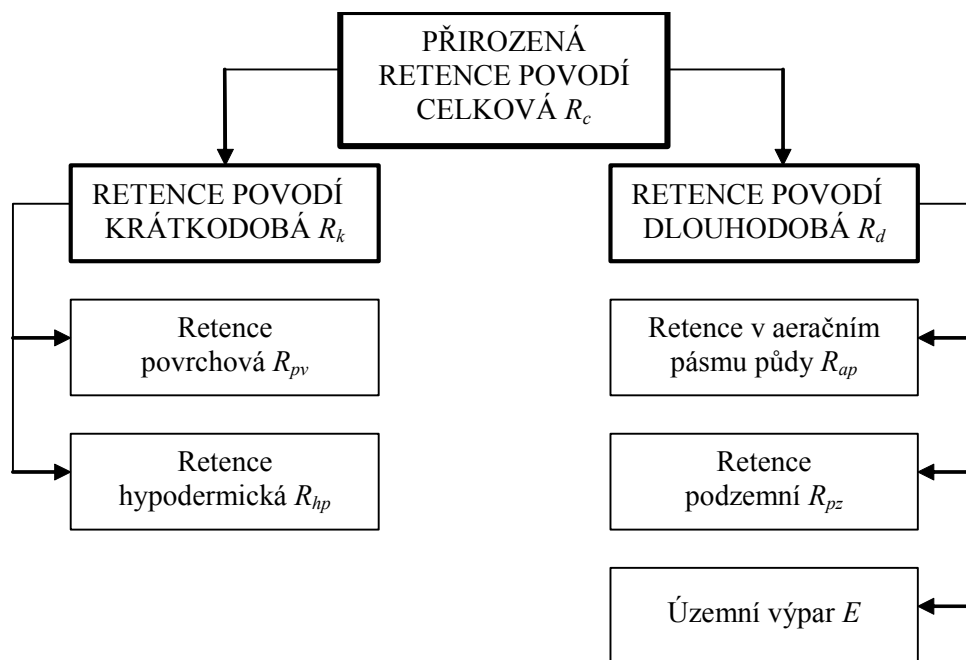 PŘIROZENÁ
RETENCE POVODÍ
CELKOVÁ Rc
RETENCE POVODÍ
KRÁTKODOBÁ Rk
Retence
povrchová Rpv
Retence
hypodermická Rhp
RETENCE POVODÍ
DLOUHODOBÁ Rd
Retence v aeračním
pásmu půdy Rap
Retence
podzemní Rpz
Územní výpar E